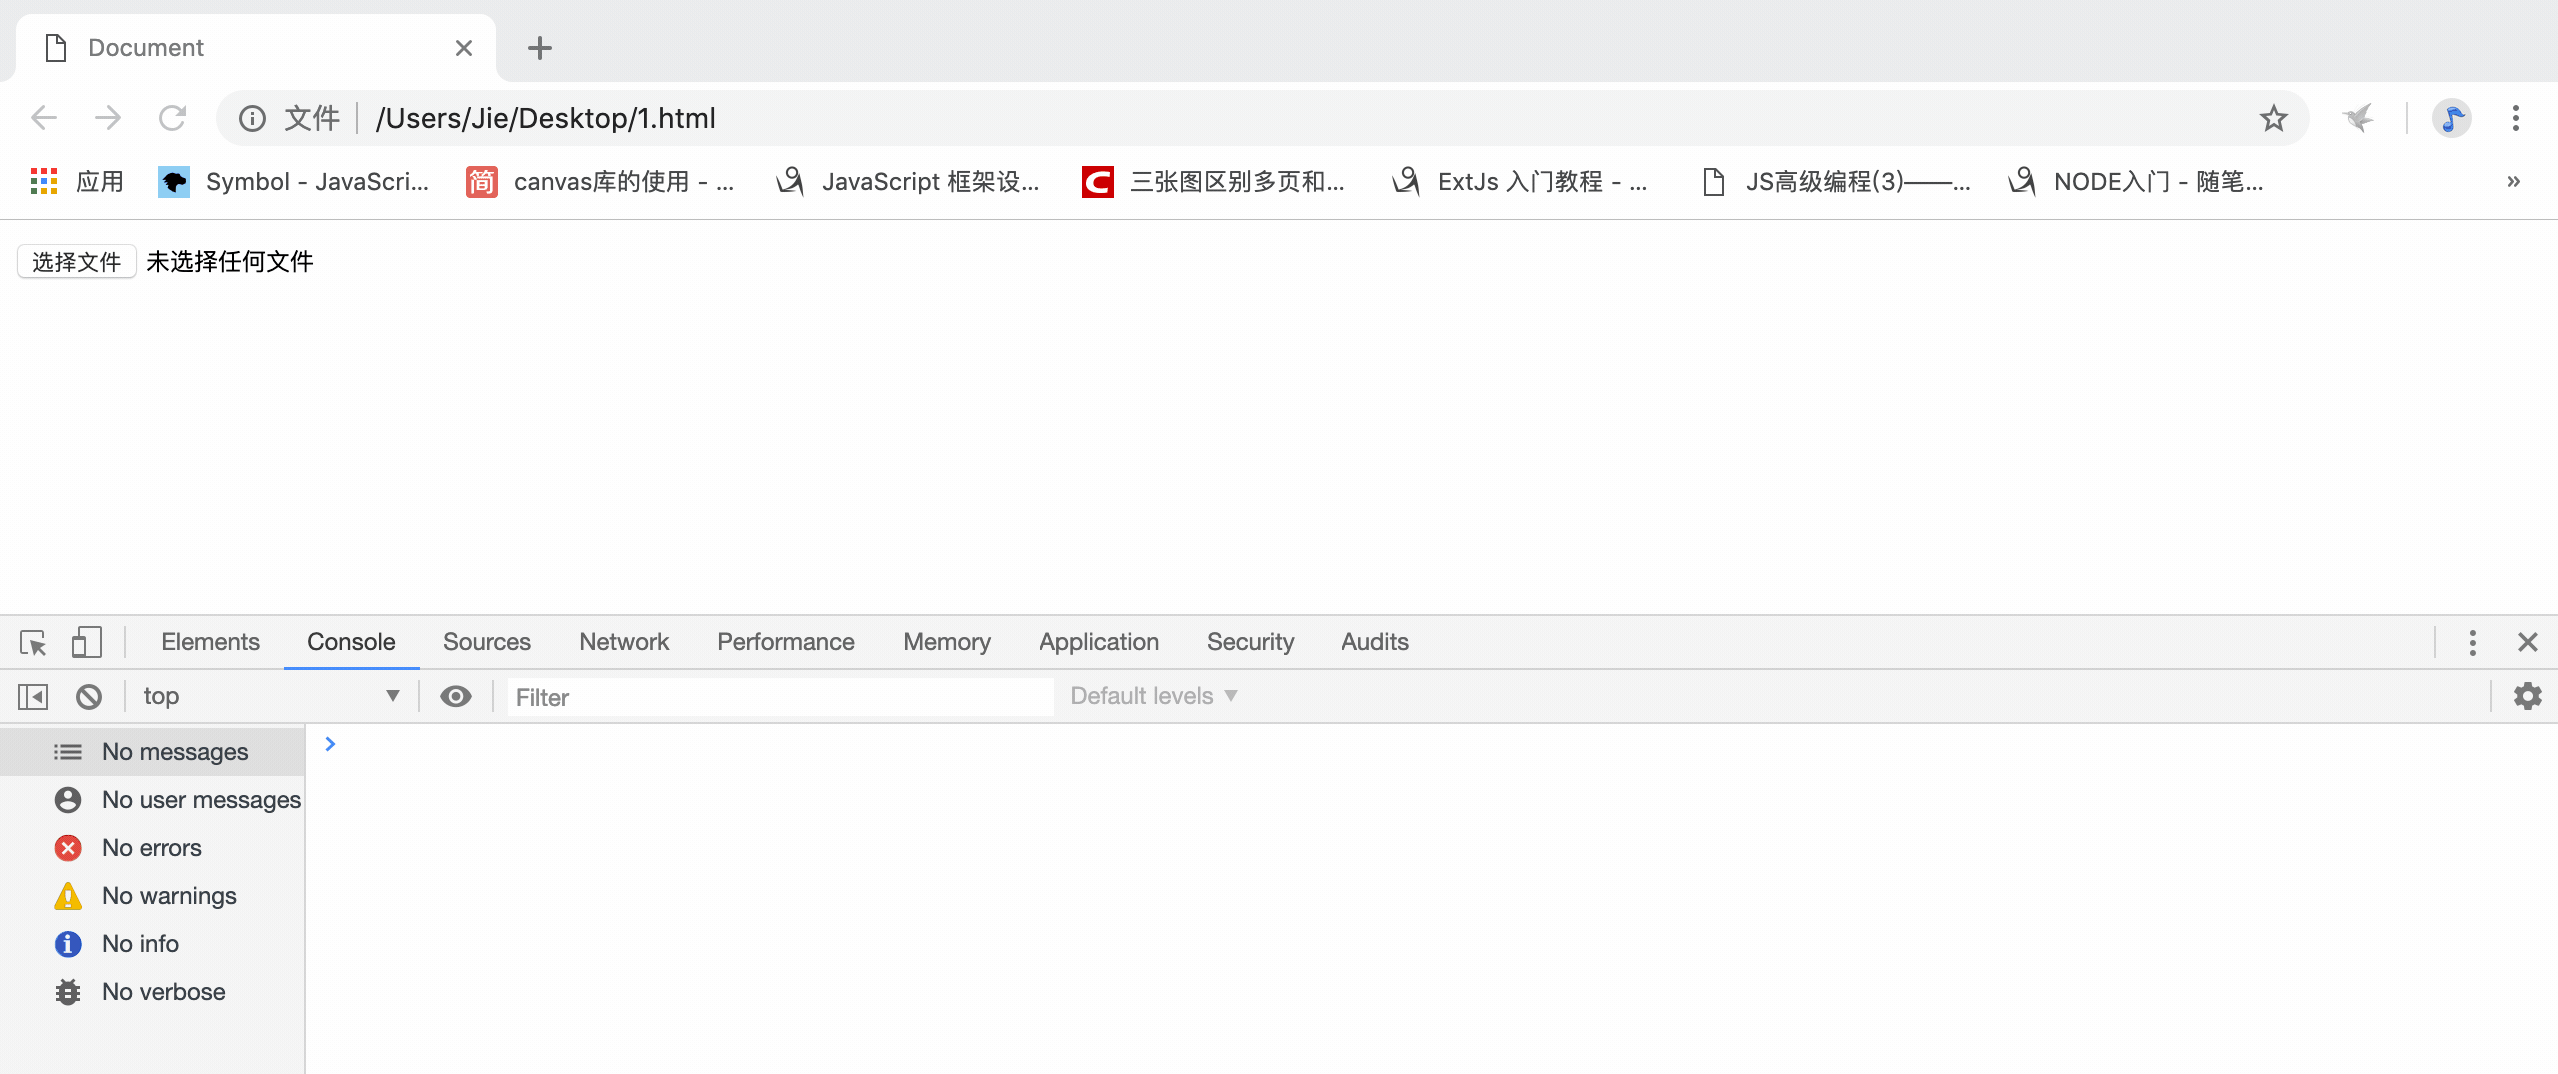 Document
文件 /Users/Jie/Desktop/1.html
应用 Symbol - JavaScri... 简 canvas库的使用 - ... JavaScript 框架设... C 三张图区别多页和... ExtJs 入门教程 - ... JS高级编程(3)——... NODE入门 - 随笔... »
选择文件 未选择任何文件
Elements Console Sources Network Performance Memory Application Security Audits
top Filter Default levels
No messages
No user messages
No errors
No warnings
No info
No verbose